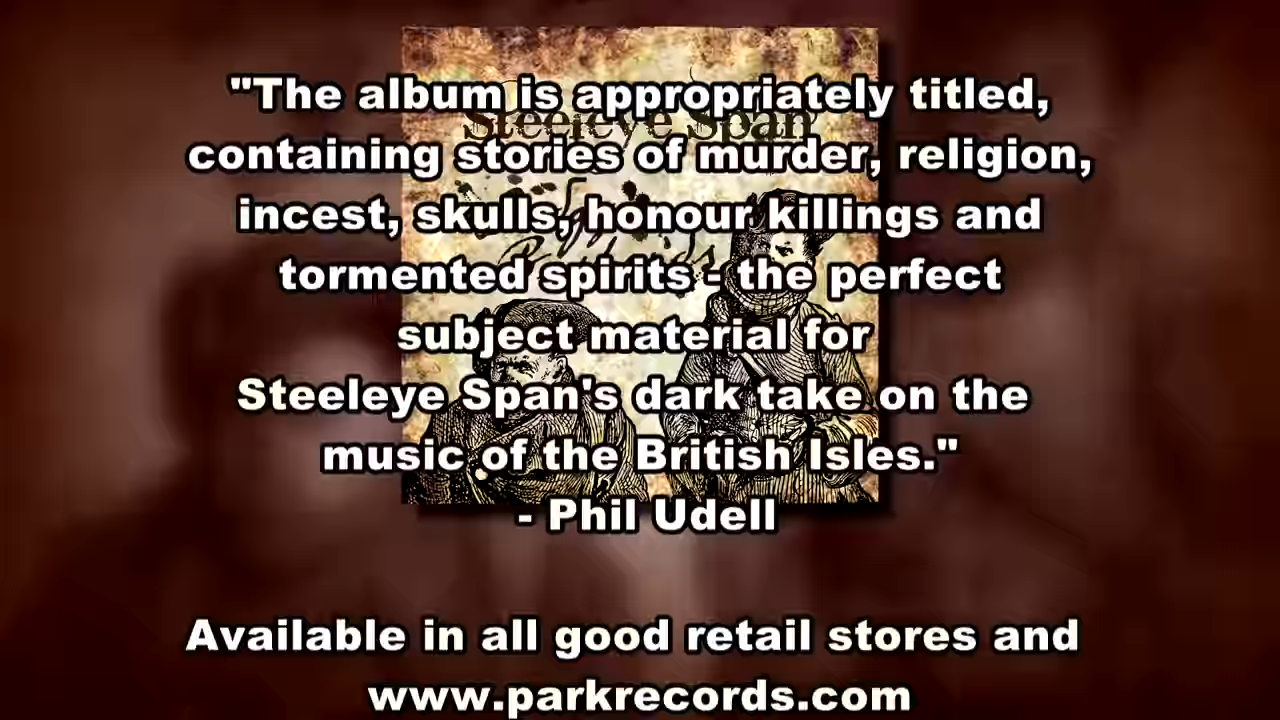 "The album is appropriately titled,
Steeleye Span
containing stories of murder, religion,
incest, skulls, honour killings and
tormented spirits - the perfect
subject material for
Steeleye Span's dark take on the
music of the British Isles."
- Phil Udell
Available in all good retail stores and
www.parkrecords.com